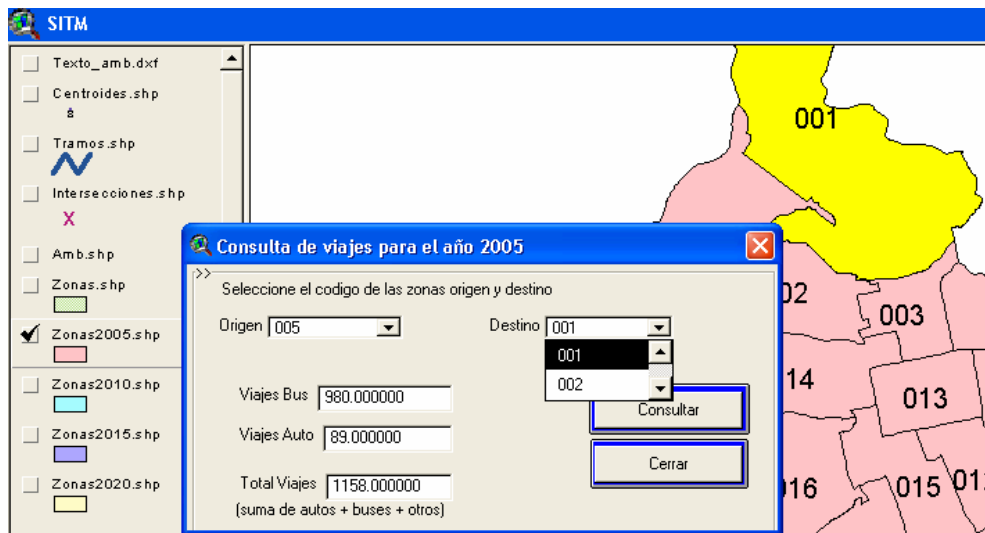 SITM
Texto_amb.dxf
Centroides.shp
Tramos.shp
Intersecciones.shp
Amb.shp
Zonas.shp
Zonas2005.shp
Zonas2010.shp
Zonas2015.shp
Zonas2020.shp
001
003
14
013
015
Consulta de viajes para el año 2005
>>
Seleccione el codigo de las zonas origen y destino
Origen 005
Destino 001
001
002
Viajes Bus 980.000000
Viajes Auto 89.000000
Total Viajes 1158.000000
(suma de autos + buses + otros)
Consultar
Cerrar